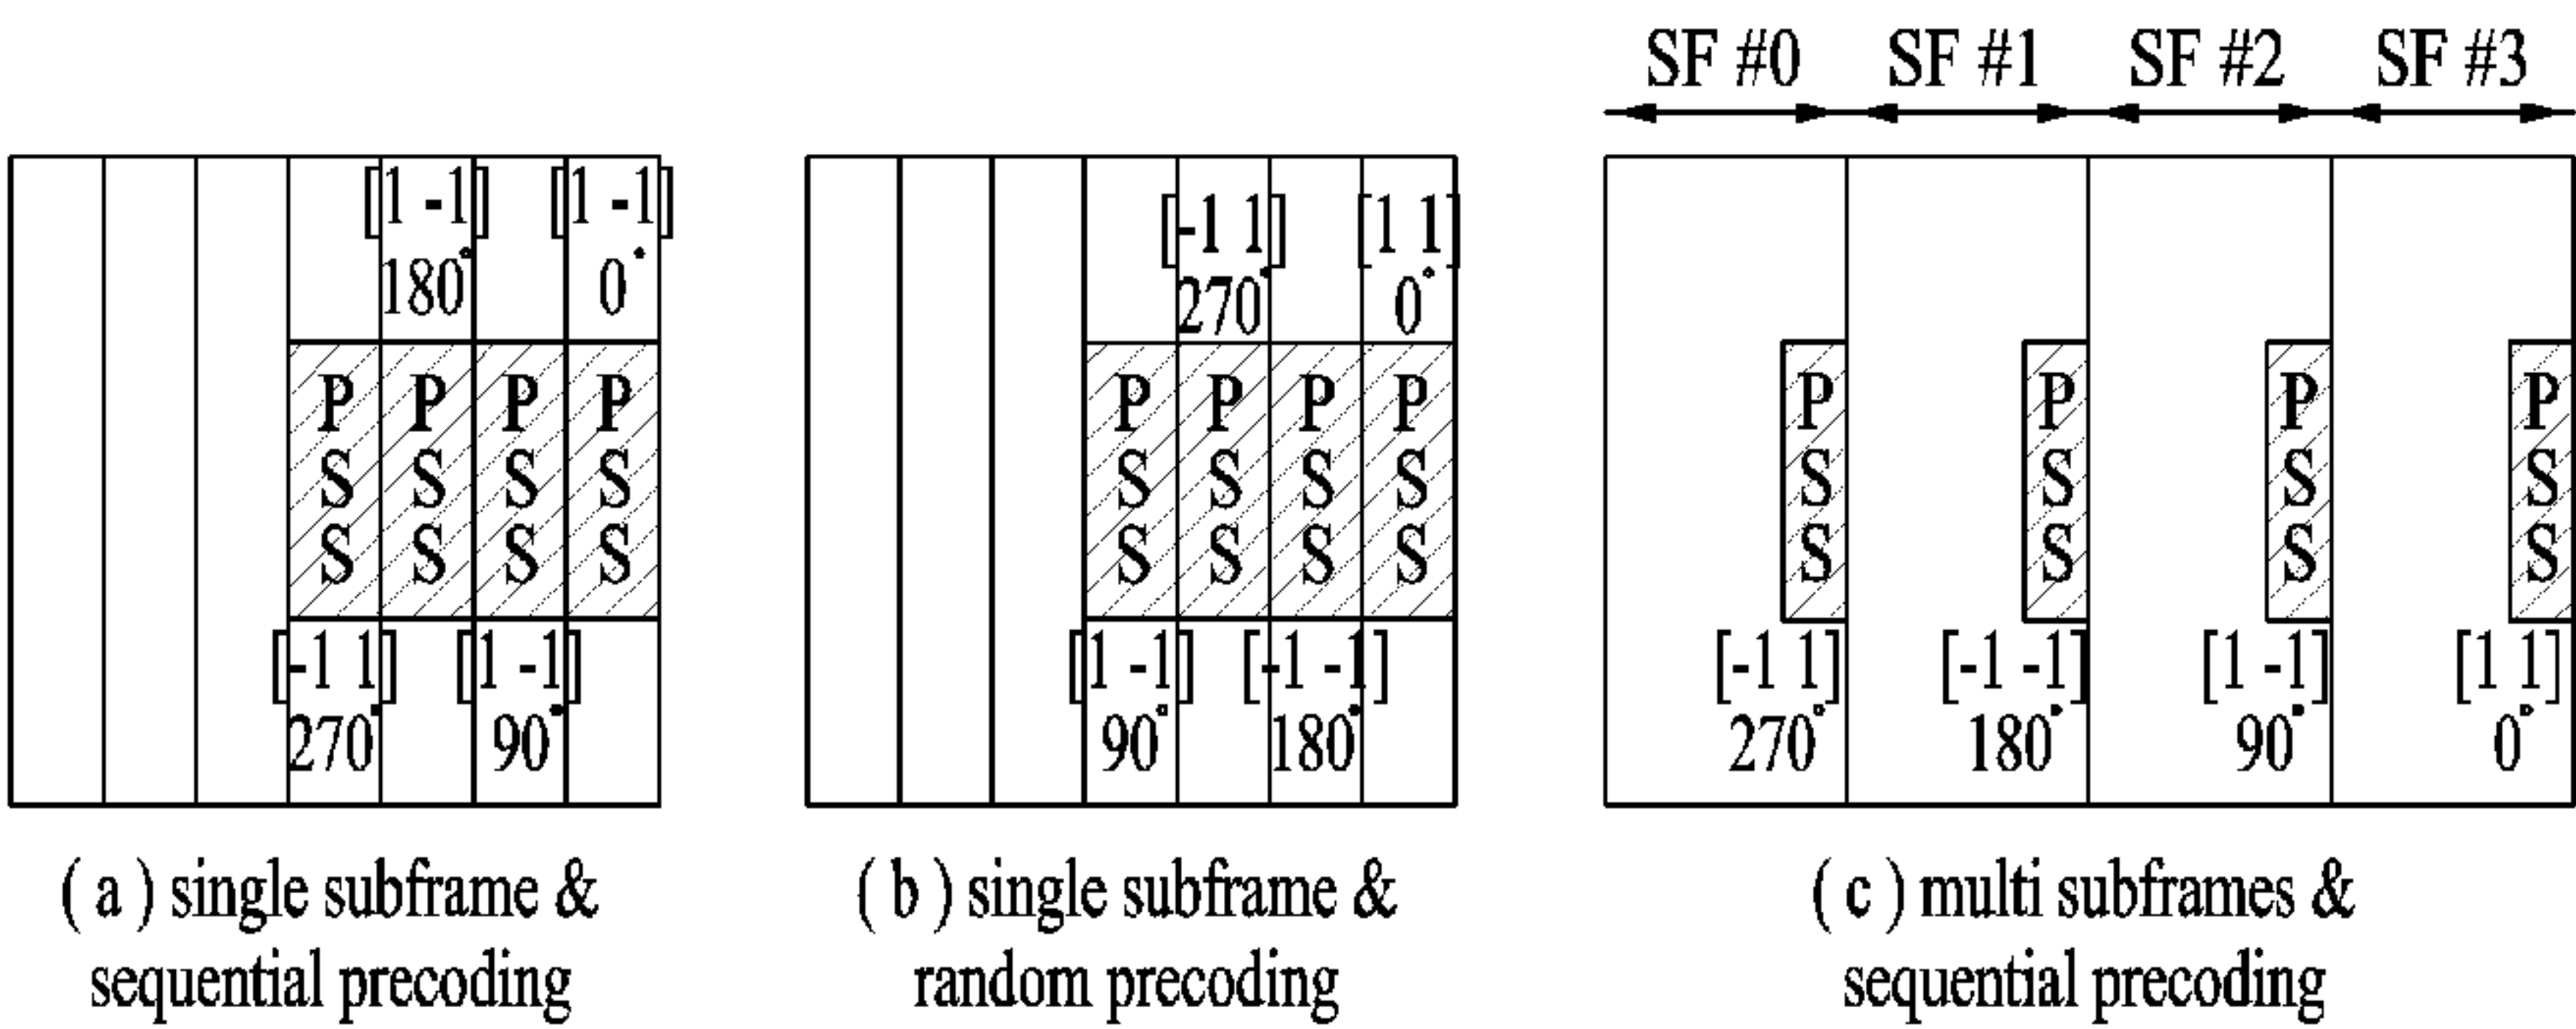 SF #0 SF #1 SF #2 SF #3
[1 -1] [1 -1]
180° 0°
P P P P
S S S S
S S S S
[-1 1] [1 -1]
270° 90°
( a ) single subframe &
sequential precoding
[-1 1] [1 1]
270° 0°
P P P P
S S S S
S S S S
[1 -1] [-1 -1]
90° 180°
( b ) single subframe &
random precoding
P P P P
S S S S
S S S S
[-1 1] [-1 -1] [1 -1] [1 1]
270° 180° 90° 0°
( c ) multi subframes &
sequential precoding